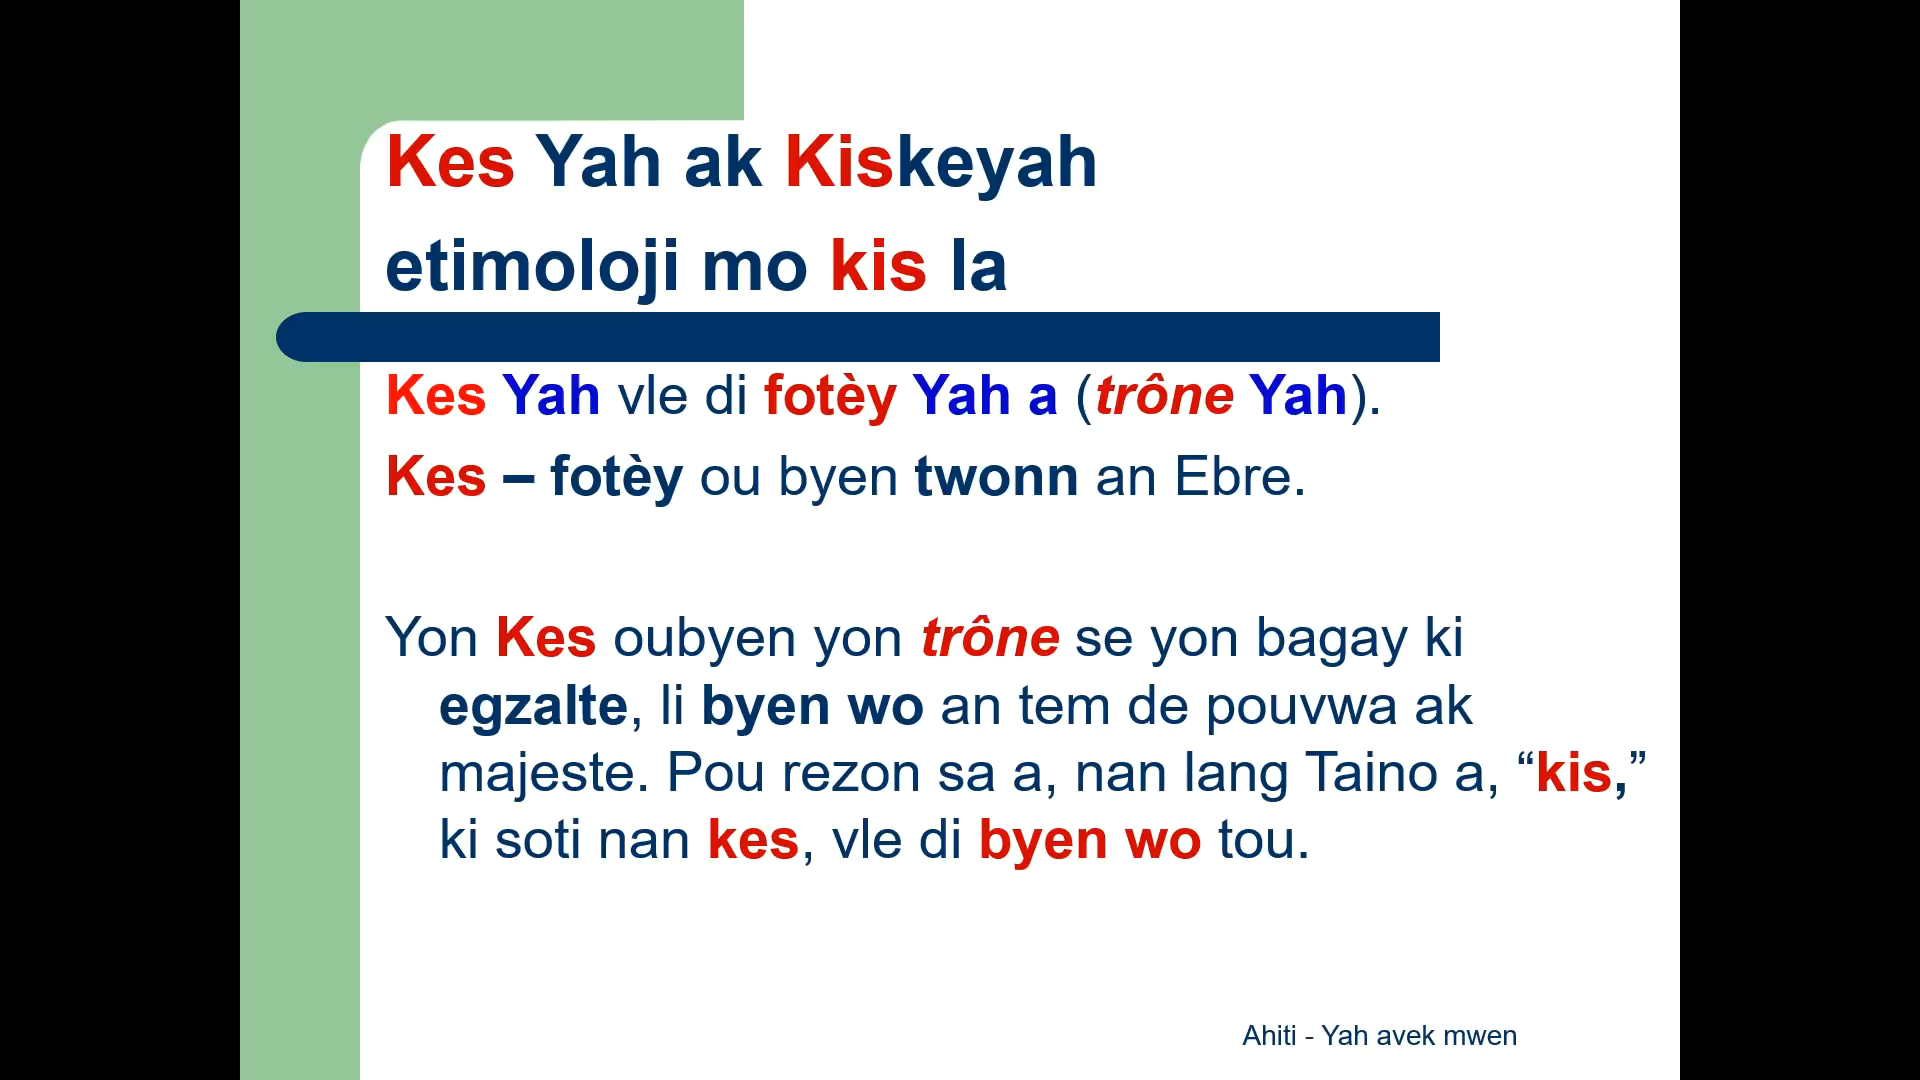 Kes Yah ak Kiskeyah
etimoloji mo kis la
Kes Yah vle di fotèy Yah a (trône Yah).
Kes – fotèy ou byen twonn an Ebre.
Yon Kes oubyen yon trône se yon bagay ki
egzalte, li byen wo an tem de pouvwa ak
majeste. Pou rezon sa a, nan lang Taino a, “kis,”
ki soti nan kes, vle di byen wo tou.
Ahiti - Yah avek mwen